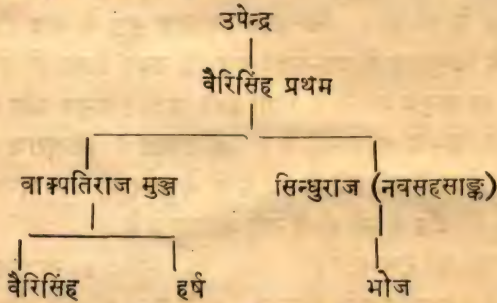 उपेन्द्र
वैरिसिंह प्रथम
वाक्पतिराज मुञ्ज सिन्धुराज (नवसहसाङ्क)
वैरिसिंह हर्ष भोज